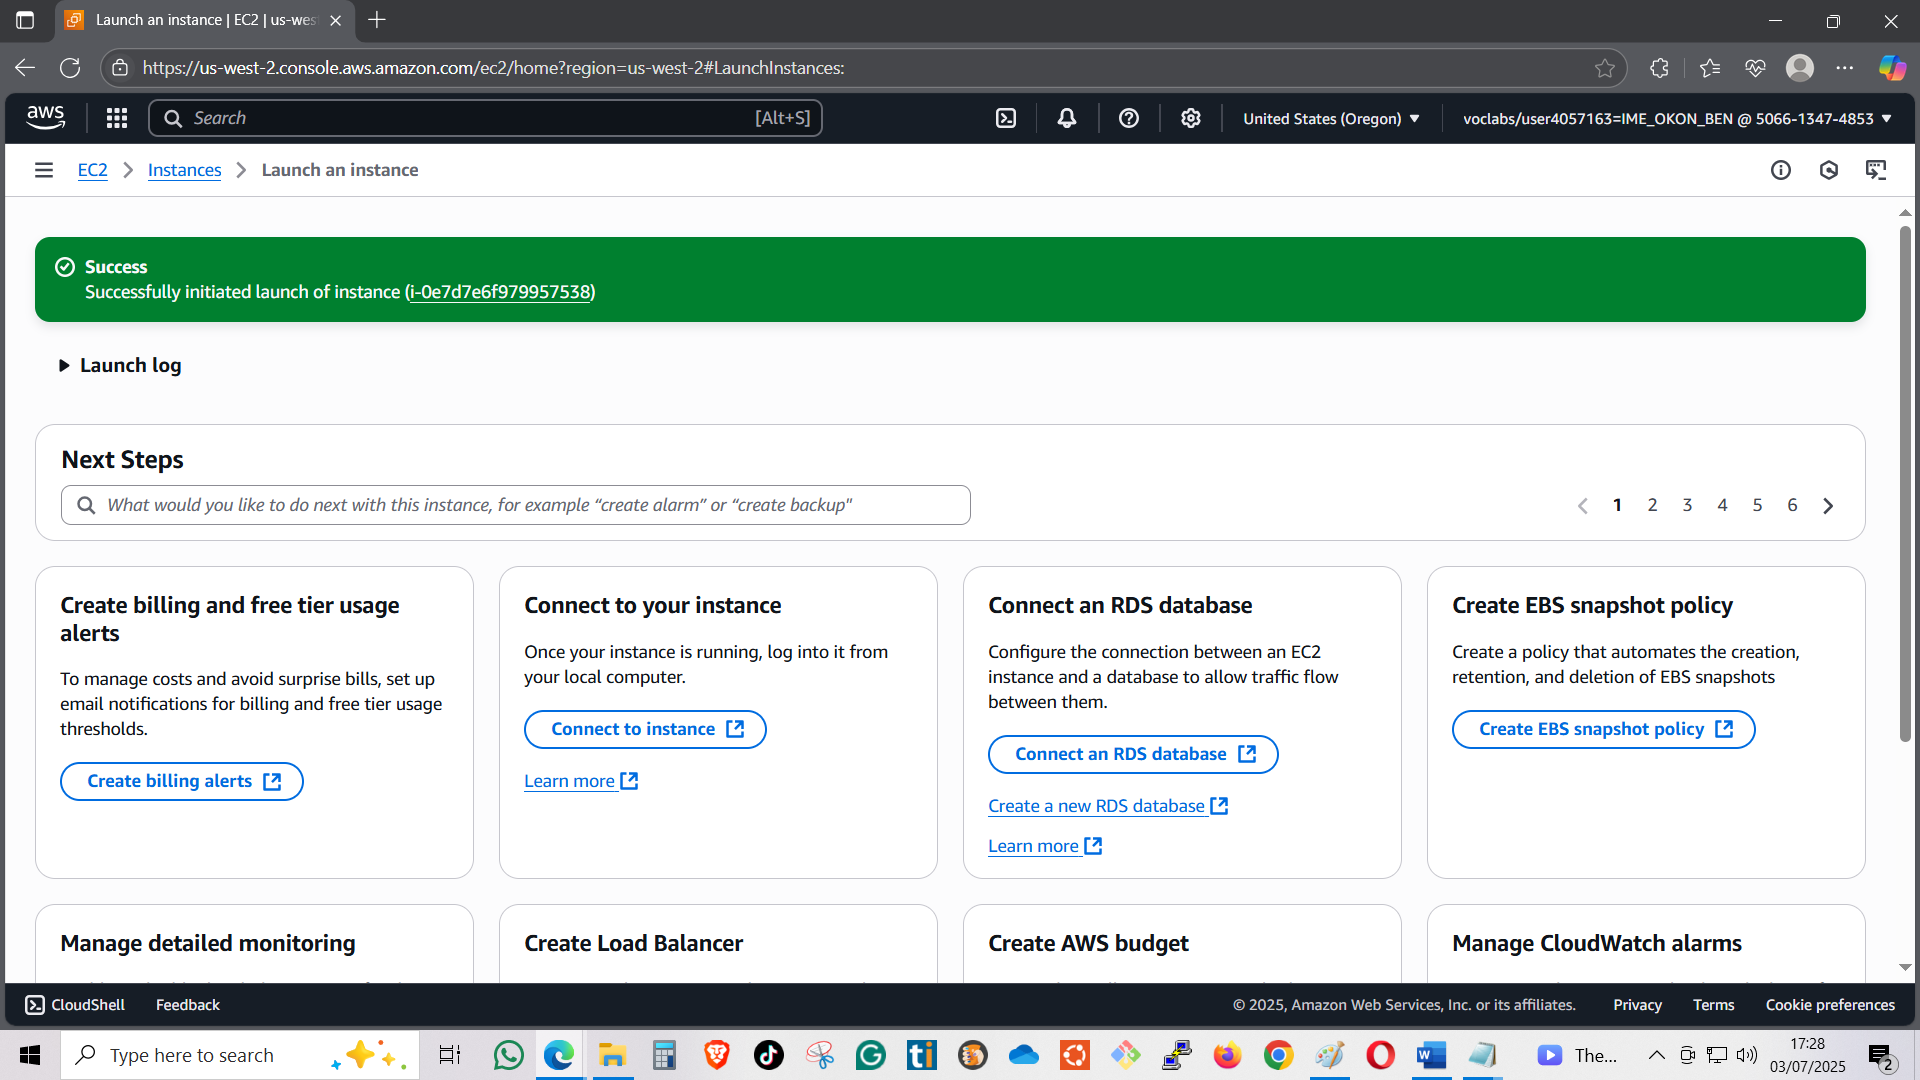 Launch an instance | EC2 | us-wes
https://us-west-2.console.aws.amazon.com/ec2/home?region=us-west-2#LaunchInstances:
aws
Search
[Alt+S]
United States (Oregon)
voclabs/user4057163=IME_OKON_BEN @ 5066-1347-4853
EC2
Instances
Launch an instance
Success
Successfully initiated launch of instance (i-0e7d7e6f979957538)
Launch log
Next Steps
What would you like to do next with this instance, for example “create alarm” or “create backup"
1 2 3 4 5 6
Create billing and free tier usage
alerts
To manage costs and avoid surprise bills, set up
email notifications for billing and free tier usage
thresholds.
Create billing alerts
Connect to your instance
Once your instance is running, log into it from
your local computer.
Connect to instance
Learn more
Connect an RDS database
Configure the connection between an EC2
instance and a database to allow traffic flow
between them.
Connect an RDS database
Create a new RDS database
Learn more
Create EBS snapshot policy
Create a policy that automates the creation,
retention, and deletion of EBS snapshots
Create EBS snapshot policy
Manage detailed monitoring
Create Load Balancer
Create AWS budget
Manage CloudWatch alarms
CloudShell
Feedback
© 2025, Amazon Web Services, Inc. or its affiliates.
Privacy
Terms
Cookie preferences
Type here to search
The...
17:28
03/07/2025
2